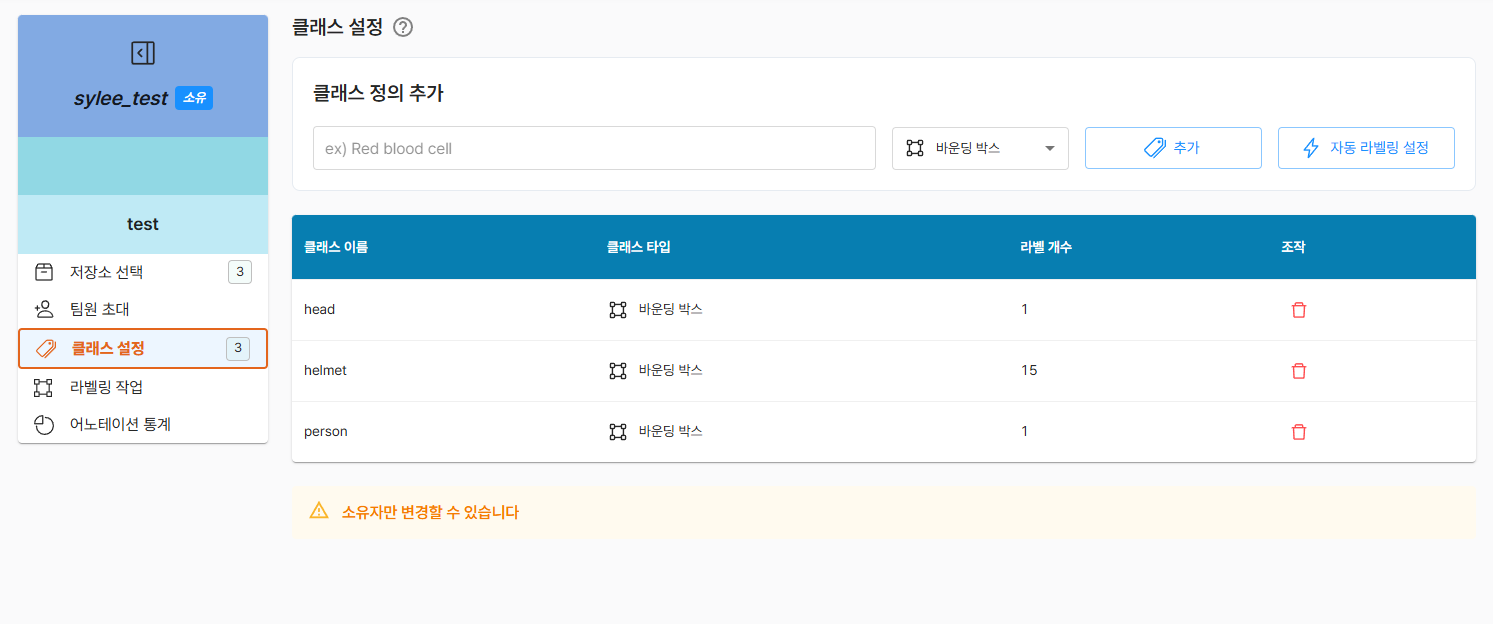 sylee_test 소유
test
저장소 선택 3
팀원 초대
클래스 설정 3
라벨링 작업
어노테이션 통계
클래스 설정 ?
클래스 정의 추가
ex) Red blood cell 바운딩 박스 추가 자동 라벨링 설정
클래스 이름 클래스 타입 라벨 개수 조작
head 바운딩 박스 1
helmet 바운딩 박스 15
person 바운딩 박스 1
소유자만 변경할 수 있습니다